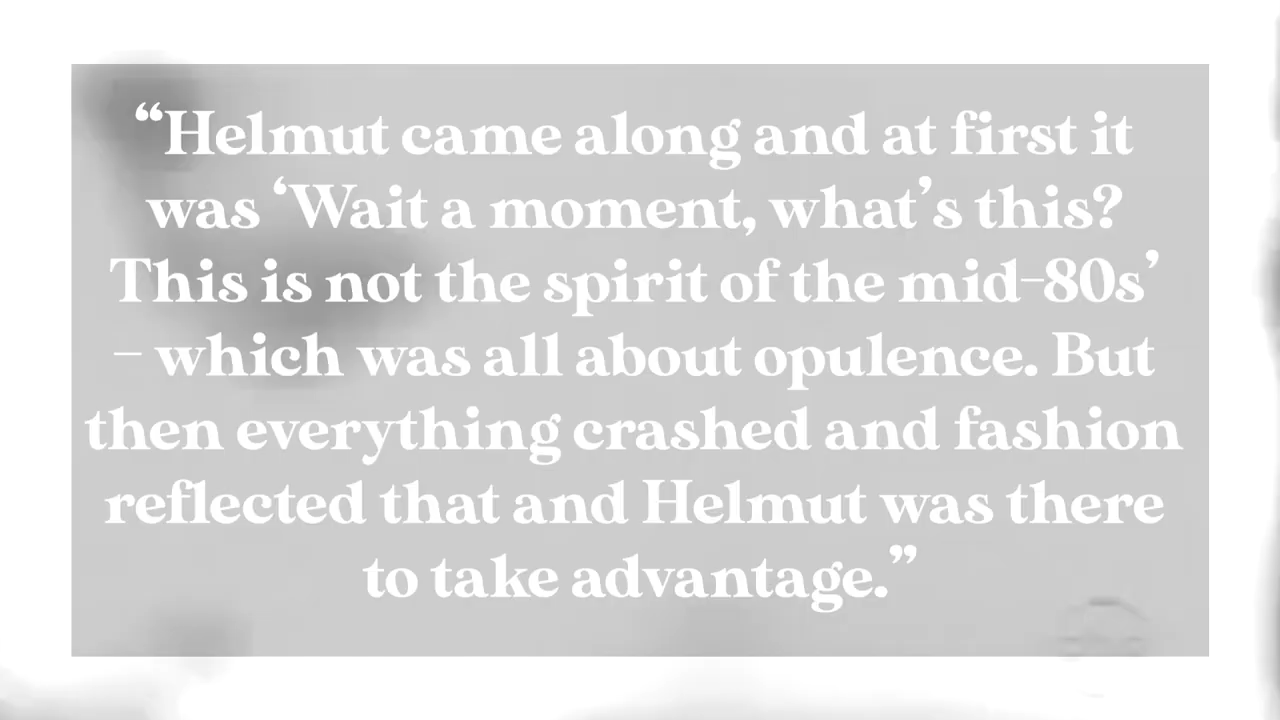 “Helmut came along and at first it
was ‘Wait a moment, what’s this?
This is not the spirit of the mid-80s’
– which was all about opulence. But
then everything crashed and fashion
reflected that and Helmut was there
to take advantage.”